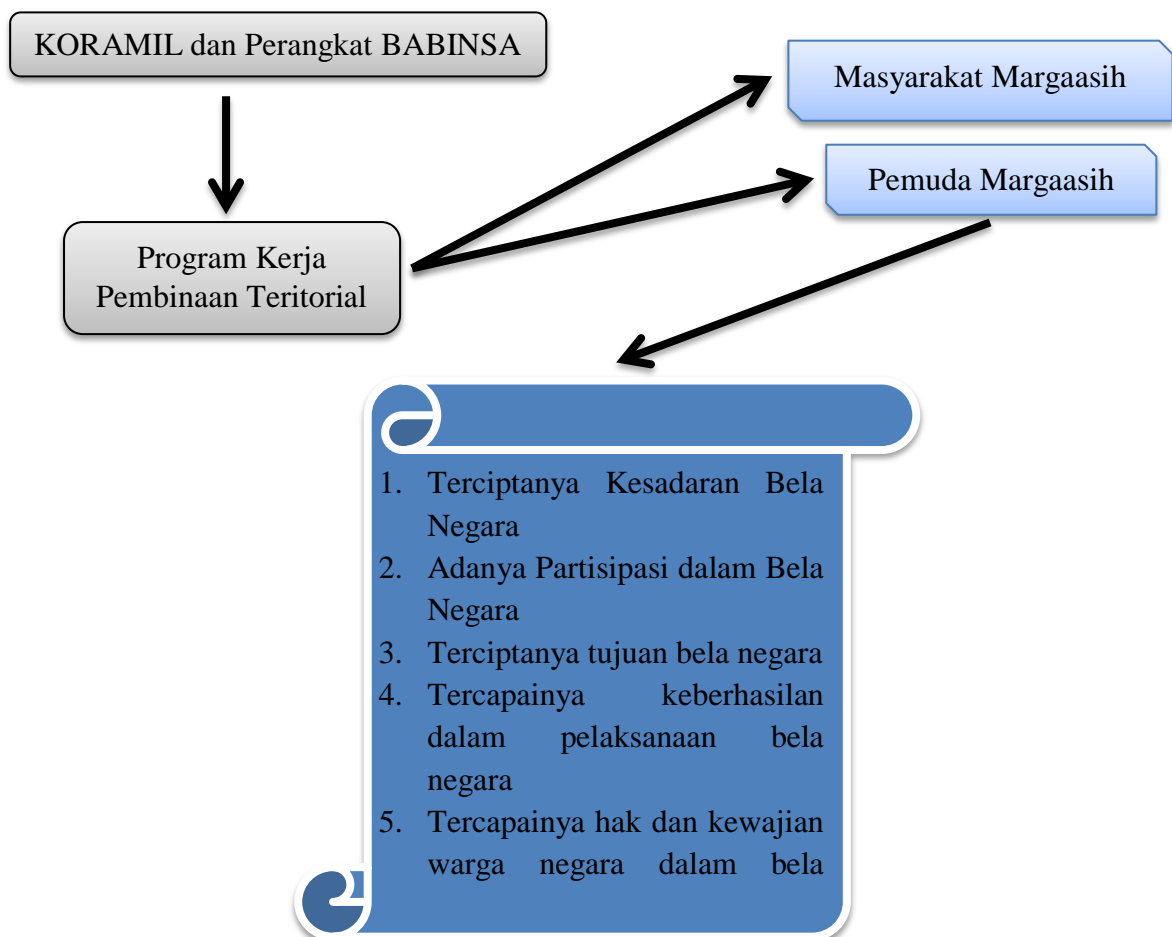 KORAMIL dan Perangkat BABINSA
Masyarakat Margaasih
Pemuda Margaasih
Program Kerja
Pembinaan Teritorial
1. Terciptanya Kesadaran Bela
Negara
2. Adanya Partisipasi dalam Bela
Negara
3. Terciptanya tujuan bela negara
4. Tercapainya keberhasilan
dalam pelaksanaan bela
negara
5. Tercapainya hak dan kewajian
warga negara dalam bela